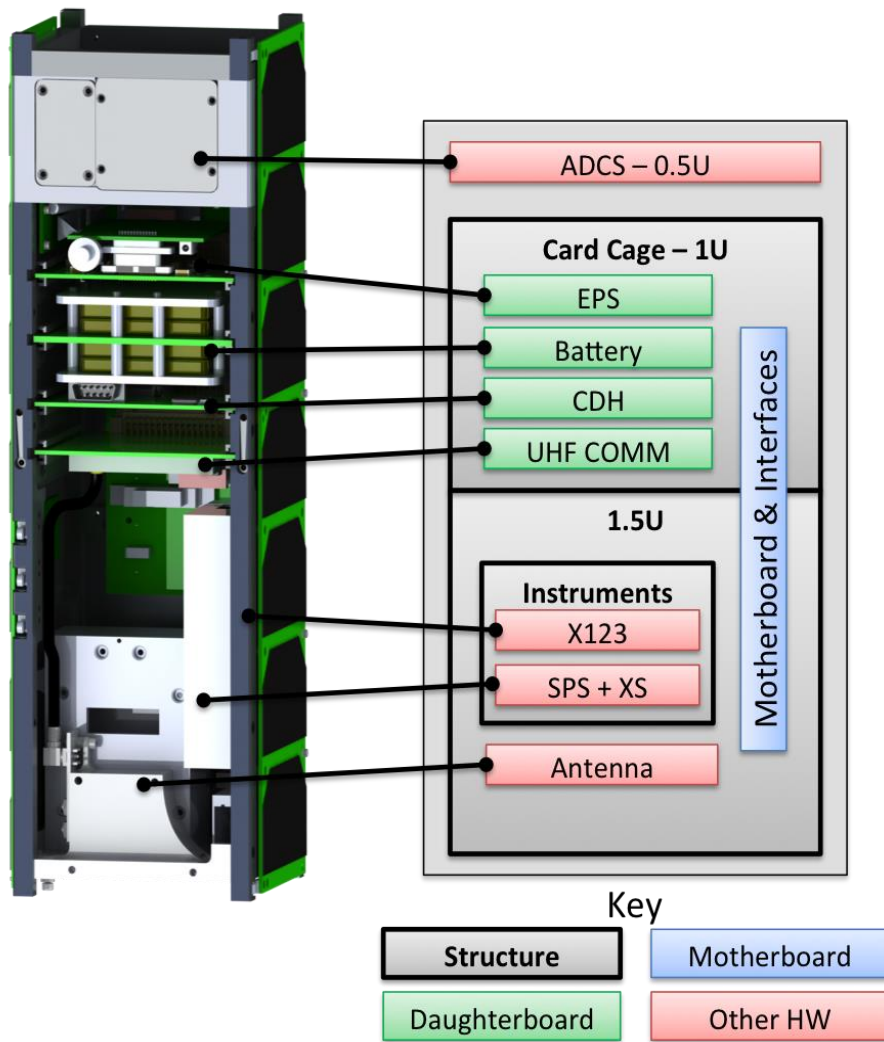 ADCS – 0.5U
Card Cage – 1U
EPS
Battery
CDH
UHF COMM
Motherboard & Interfaces
1.5U
Instruments
X123
SPS + XS
Antenna
Key
Structure
Motherboard
Daughterboard
Other HW